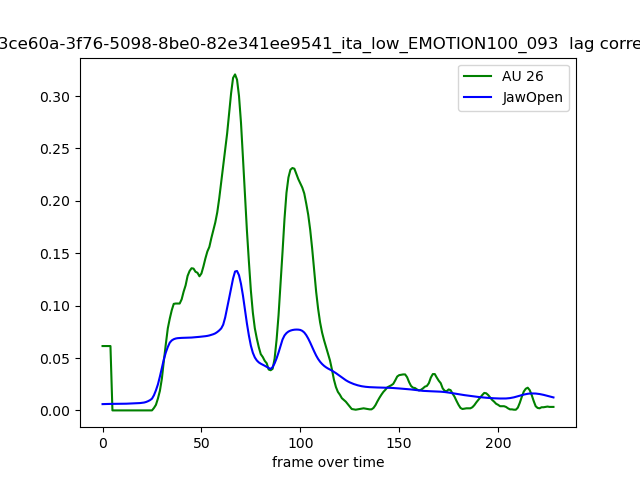 3ce60a-3f76-5098-8be0-82e341ee9541_ita_low_EMOTION100_093 lag corre
AU 26
JawOpen
0.30
0.25
0.20
0.15
0.10
0.05
0.00
0 50 100 150 200
frame over time